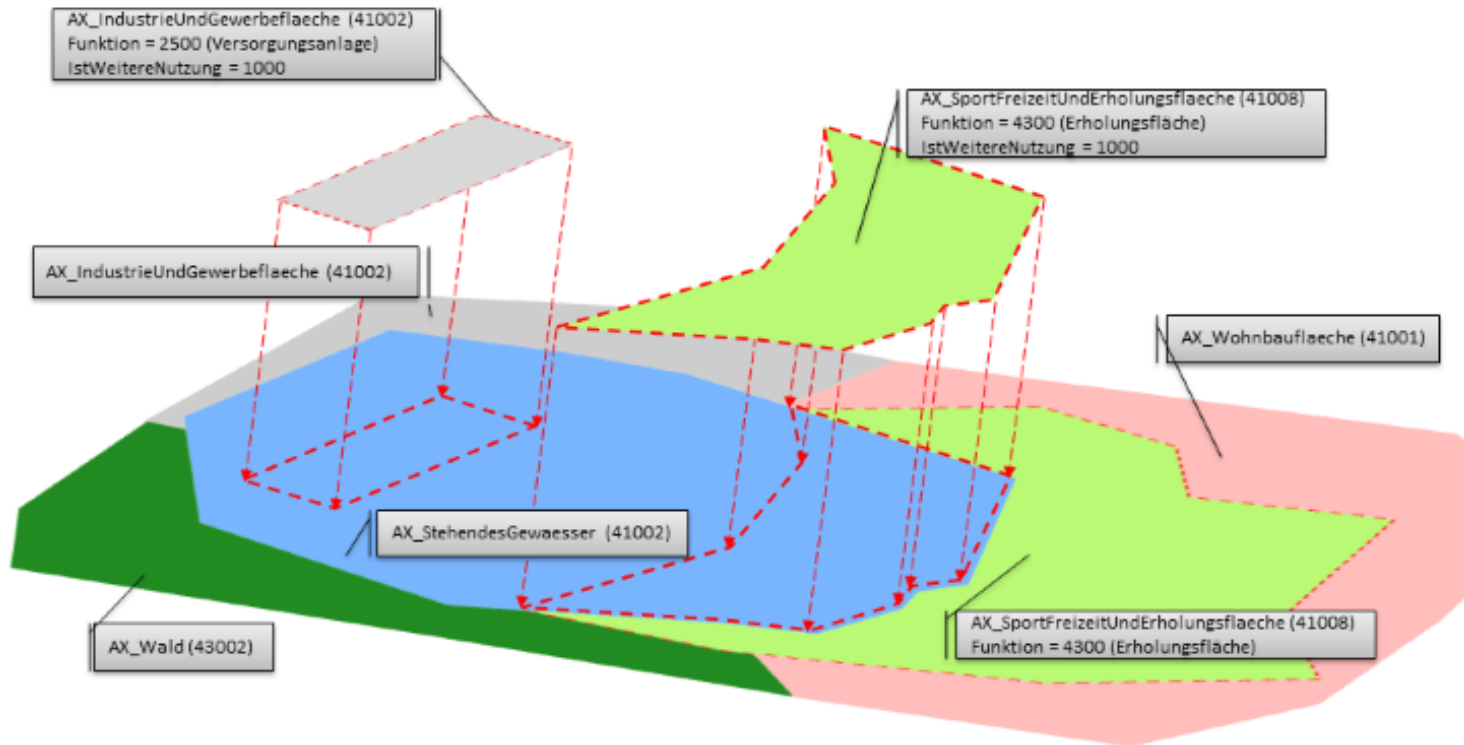 AX_IndustrieUndGewerbeflaeche (41002)
Funktion = 2500 (Versorgungsanlage)
IstWeitereNutzung = 1000
AX_SportFreizeitUndErholungsflaeche (41008)
Funktion = 4300 (Erholungsfläche)
IstWeitereNutzung = 1000
AX_IndustrieUndGewerbeflaeche (41002)
AX_Wohnbauflaeche (41001)
AX_StehendesGewaesser (41002)
AX_SportFreizeitUndErholungsflaeche (41008)
Funktion = 4300 (Erholungsfläche)
AX_Wald (43002)